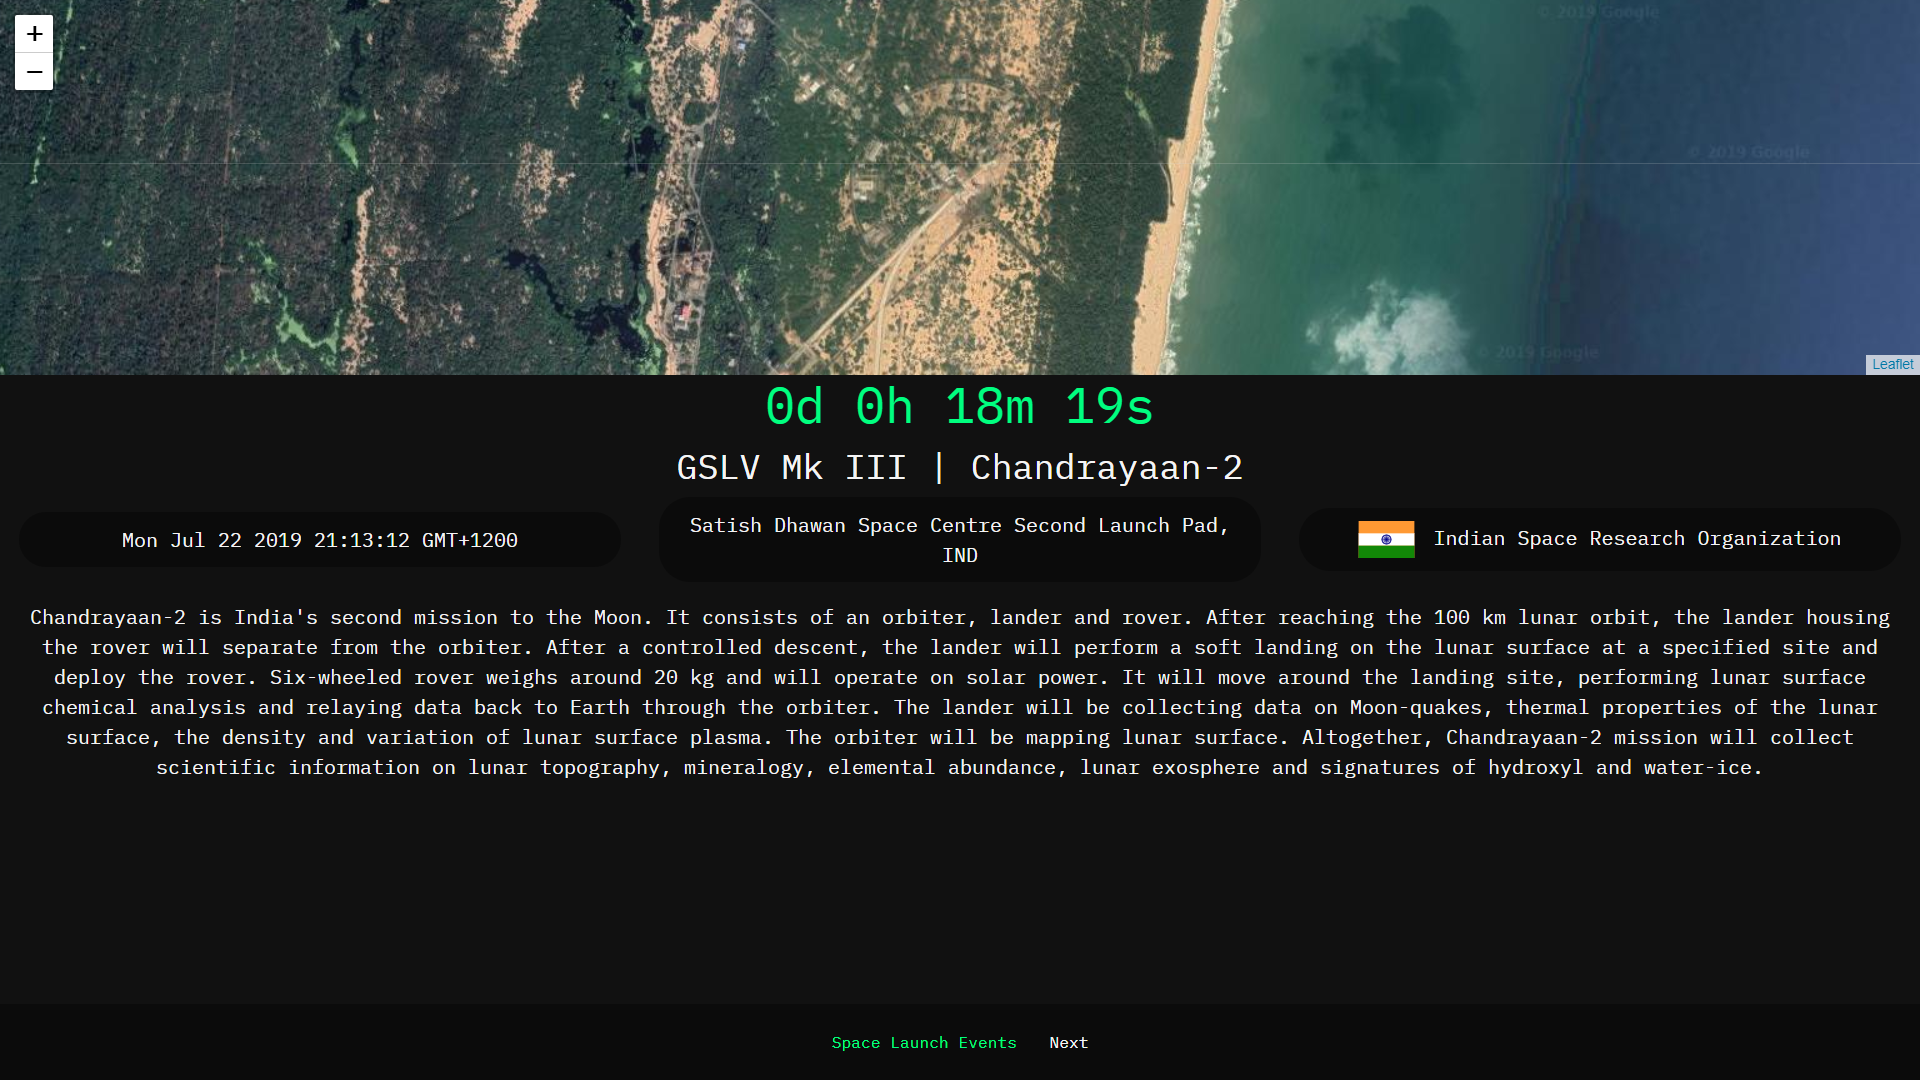 +
−
© 2019 Google
© 2019 Google
© 2019 Google
Leaflet
0d 0h 18m 19s
GSLV Mk III | Chandrayaan-2
Mon Jul 22 2019 21:13:12 GMT+1200
Satish Dhawan Space Centre Second Launch Pad,
IND
Indian Space Research Organization
Chandrayaan-2 is India's second mission to the Moon. It consists of an orbiter, lander and rover. After reaching the 100 km lunar orbit, the lander housing
the rover will separate from the orbiter. After a controlled descent, the lander will perform a soft landing on the lunar surface at a specified site and
deploy the rover. Six-wheeled rover weighs around 20 kg and will operate on solar power. It will move around the landing site, performing lunar surface
chemical analysis and relaying data back to Earth through the orbiter. The lander will be collecting data on Moon-quakes, thermal properties of the lunar
surface, the density and variation of lunar surface plasma. The orbiter will be mapping lunar surface. Altogether, Chandrayaan-2 mission will collect
scientific information on lunar topography, mineralogy, elemental abundance, lunar exosphere and signatures of hydroxyl and water-ice.
Space Launch Events Next